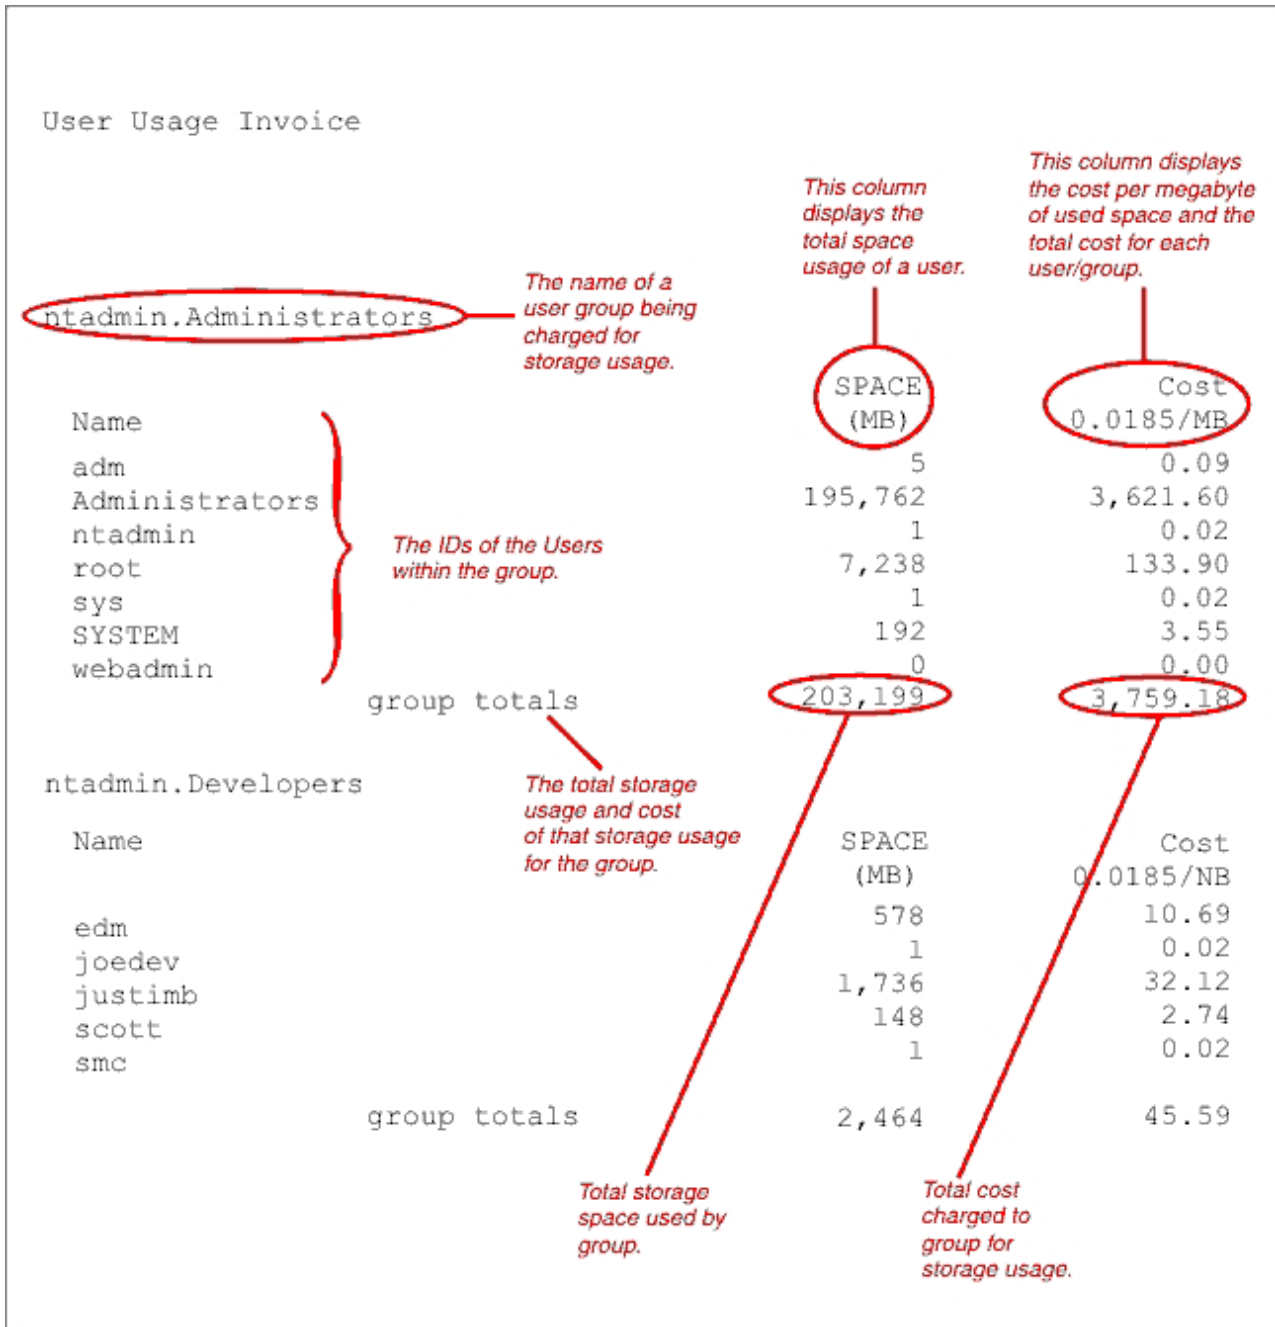 User Usage Invoice
This column
displays the
total space
usage of a user.
This column displays
the cost per megabyte
of used space and the
total cost for each
user/group.
The name of a
user group being
charged for
storage usage.
ntadmin.Administrators
SPACE Cost
Name (MB) 0.0185/MB
adm 5 0.09
Administrators 195,762 3,621.60
ntadmin 1 0.02
root 7,238 133.90
sys 1 0.02
SYSTEM 192 3.55
webadmin 0 0.00
The IDs of the Users
within the group.
group totals 203,199 3,759.18
The total storage
usage and cost
of that storage usage
for the group.
ntadmin.Developers
Name SPACE Cost
(MB) 0.0185/NB
edm 578 10.69
joedev 1 0.02
justimb 1,736 32.12
scott 148 2.74
smc 1 0.02
group totals 2,464 45.59
Total storage
space used by
group.
Total cost
charged to
group for
storage usage.